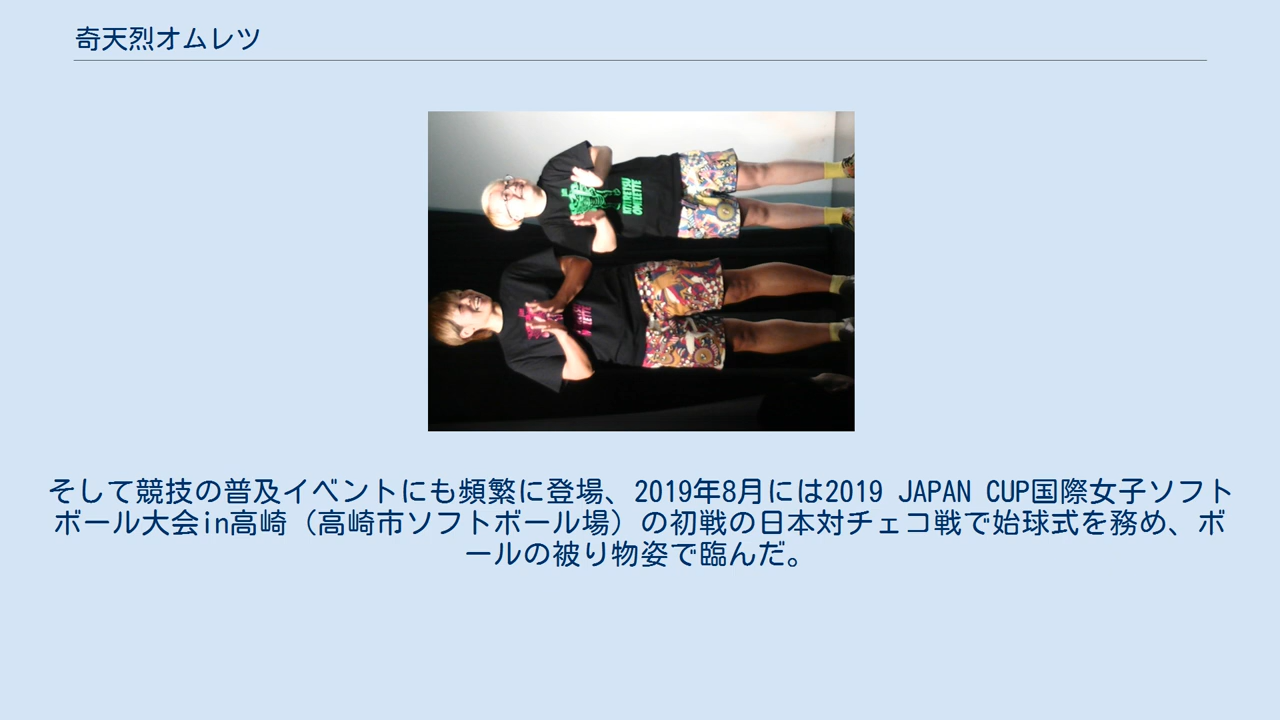 奇天烈オムレツ
KITERETSU
OMELETTE
そして競技の普及イベントにも頻繁に登場、2019年8月には2019 JAPAN CUP国際女子ソフト
ボール大会in高崎（高崎市ソフトボール場）の初戦の日本対チェコ戦で始球式を務め、ボ
ールの被り物姿で臨んだ。